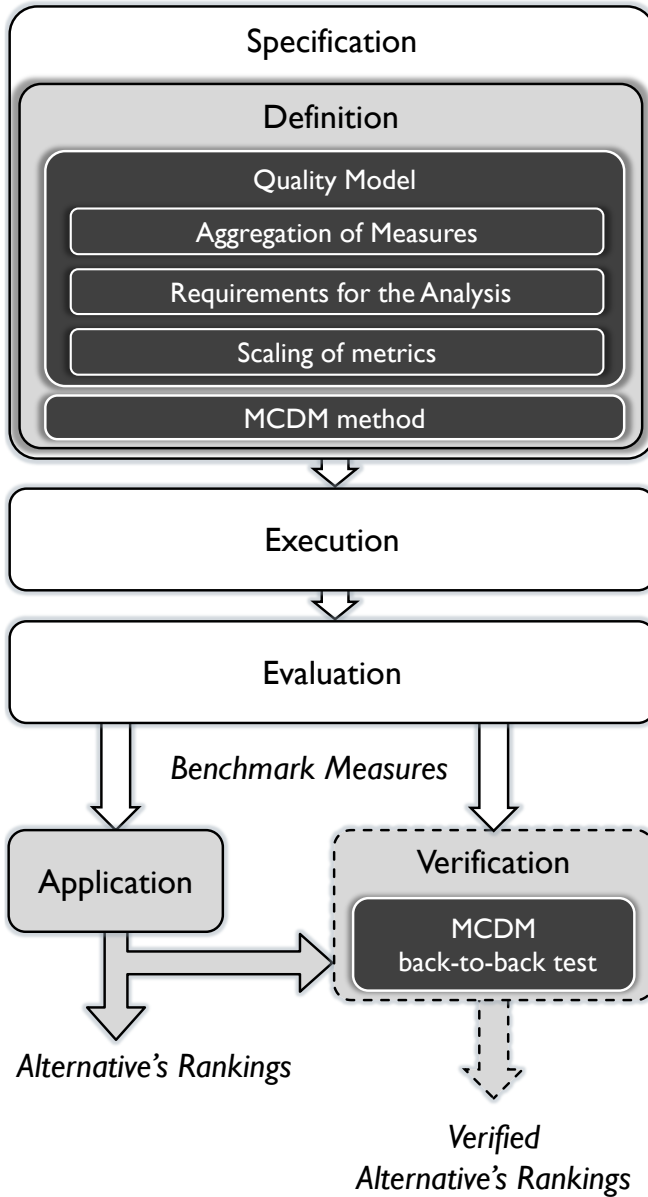 Specification
Definition
Quality Model
Aggregation of Measures
Requirements for the Analysis
Scaling of metrics
MCDM method
Execution
Evaluation
Benchmark Measures
Application
Verification
MCDM
back-to-back test
Alternative’s Rankings
Verified
Alternative’s Rankings